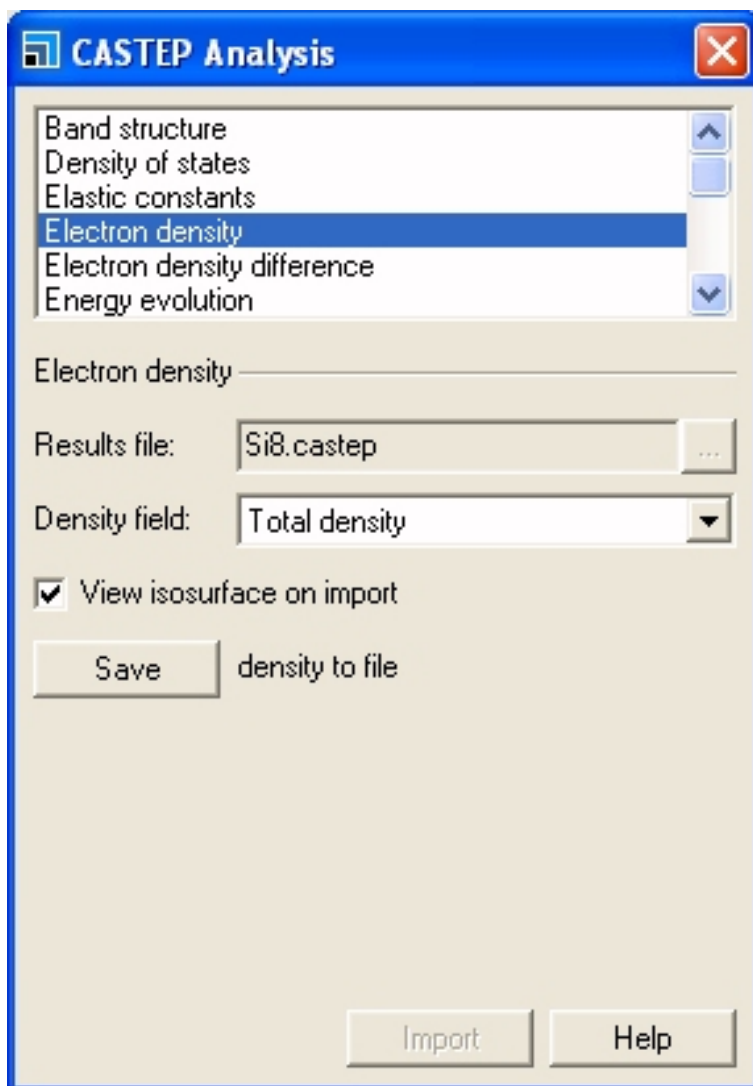 CASTEP Analysis
Band structure
Density of states
Elastic constants
Electron density
Electron density difference
Energy evolution
Electron density
Results file: Si8.castep ...
Density field: Total density
View isosurface on import
Save density to file
Import Help